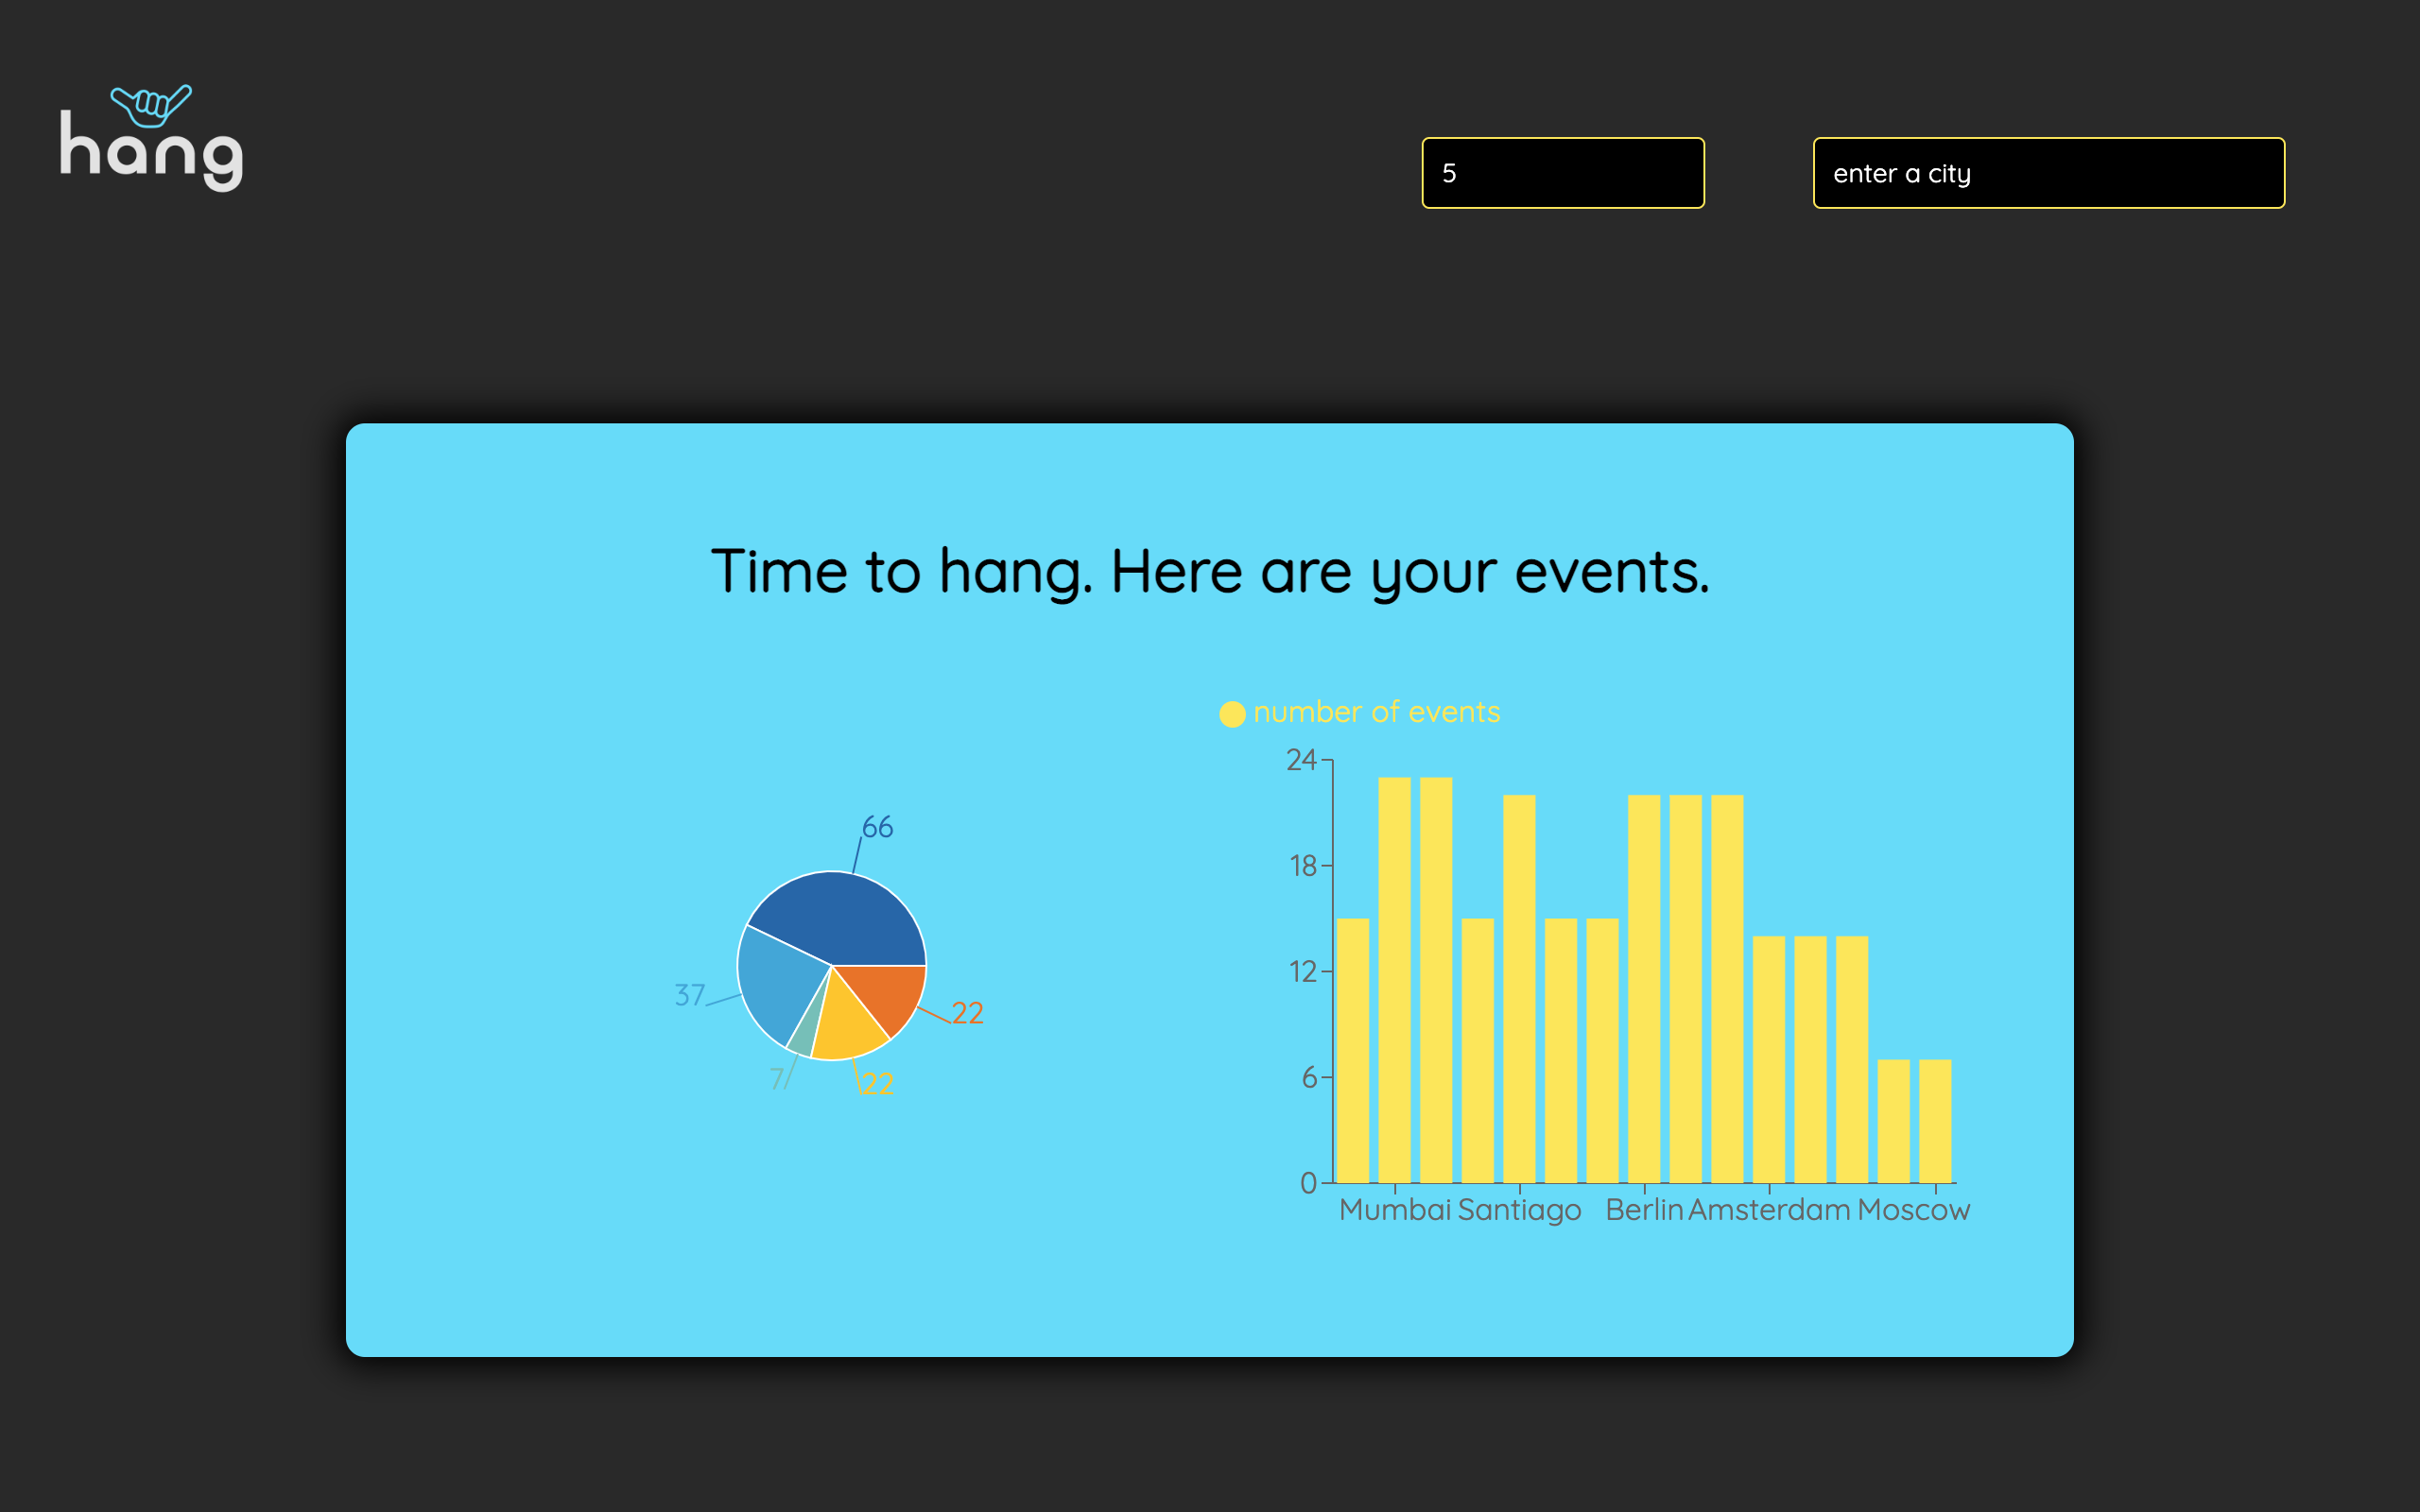 hang
5
enter a city
Time to hang. Here are your events.
number of events
24
18
12
6
0
Mumbai Santiago Berlin Amsterdam Moscow
66
37
22
7
22